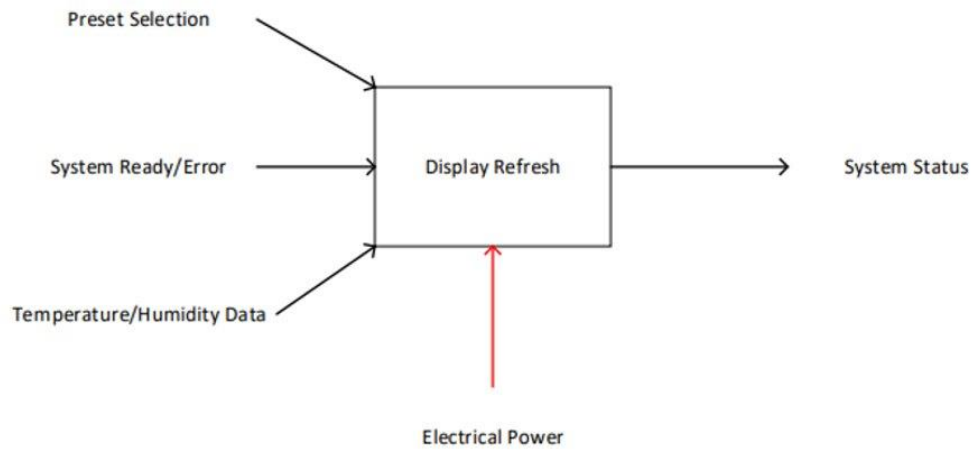 Preset Selection
System Ready/Error
Display Refresh
System Status
Temperature/Humidity Data
Electrical Power